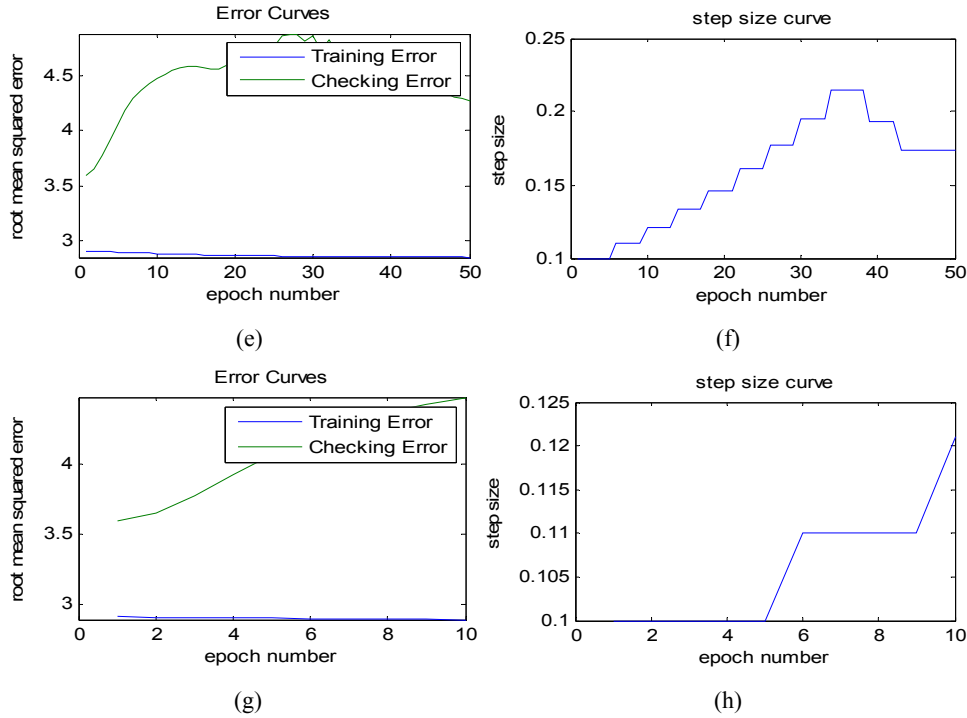 Error Curves
Training Error
Checking Error
4.5
4
3.5
3
root mean squared error
0 10 20 30 40 50
epoch number
(e)
step size curve
0.25
0.2
0.15
0.1
step size
0 10 20 30 40 50
epoch number
(f)
Error Curves
Training Error
Checking Error
4
3.5
3
root mean squared error
0 2 4 6 8 10
epoch number
(g)
step size curve
0.125
0.12
0.115
0.11
0.105
0.1
step size
0 2 4 6 8 10
epoch number
(h)